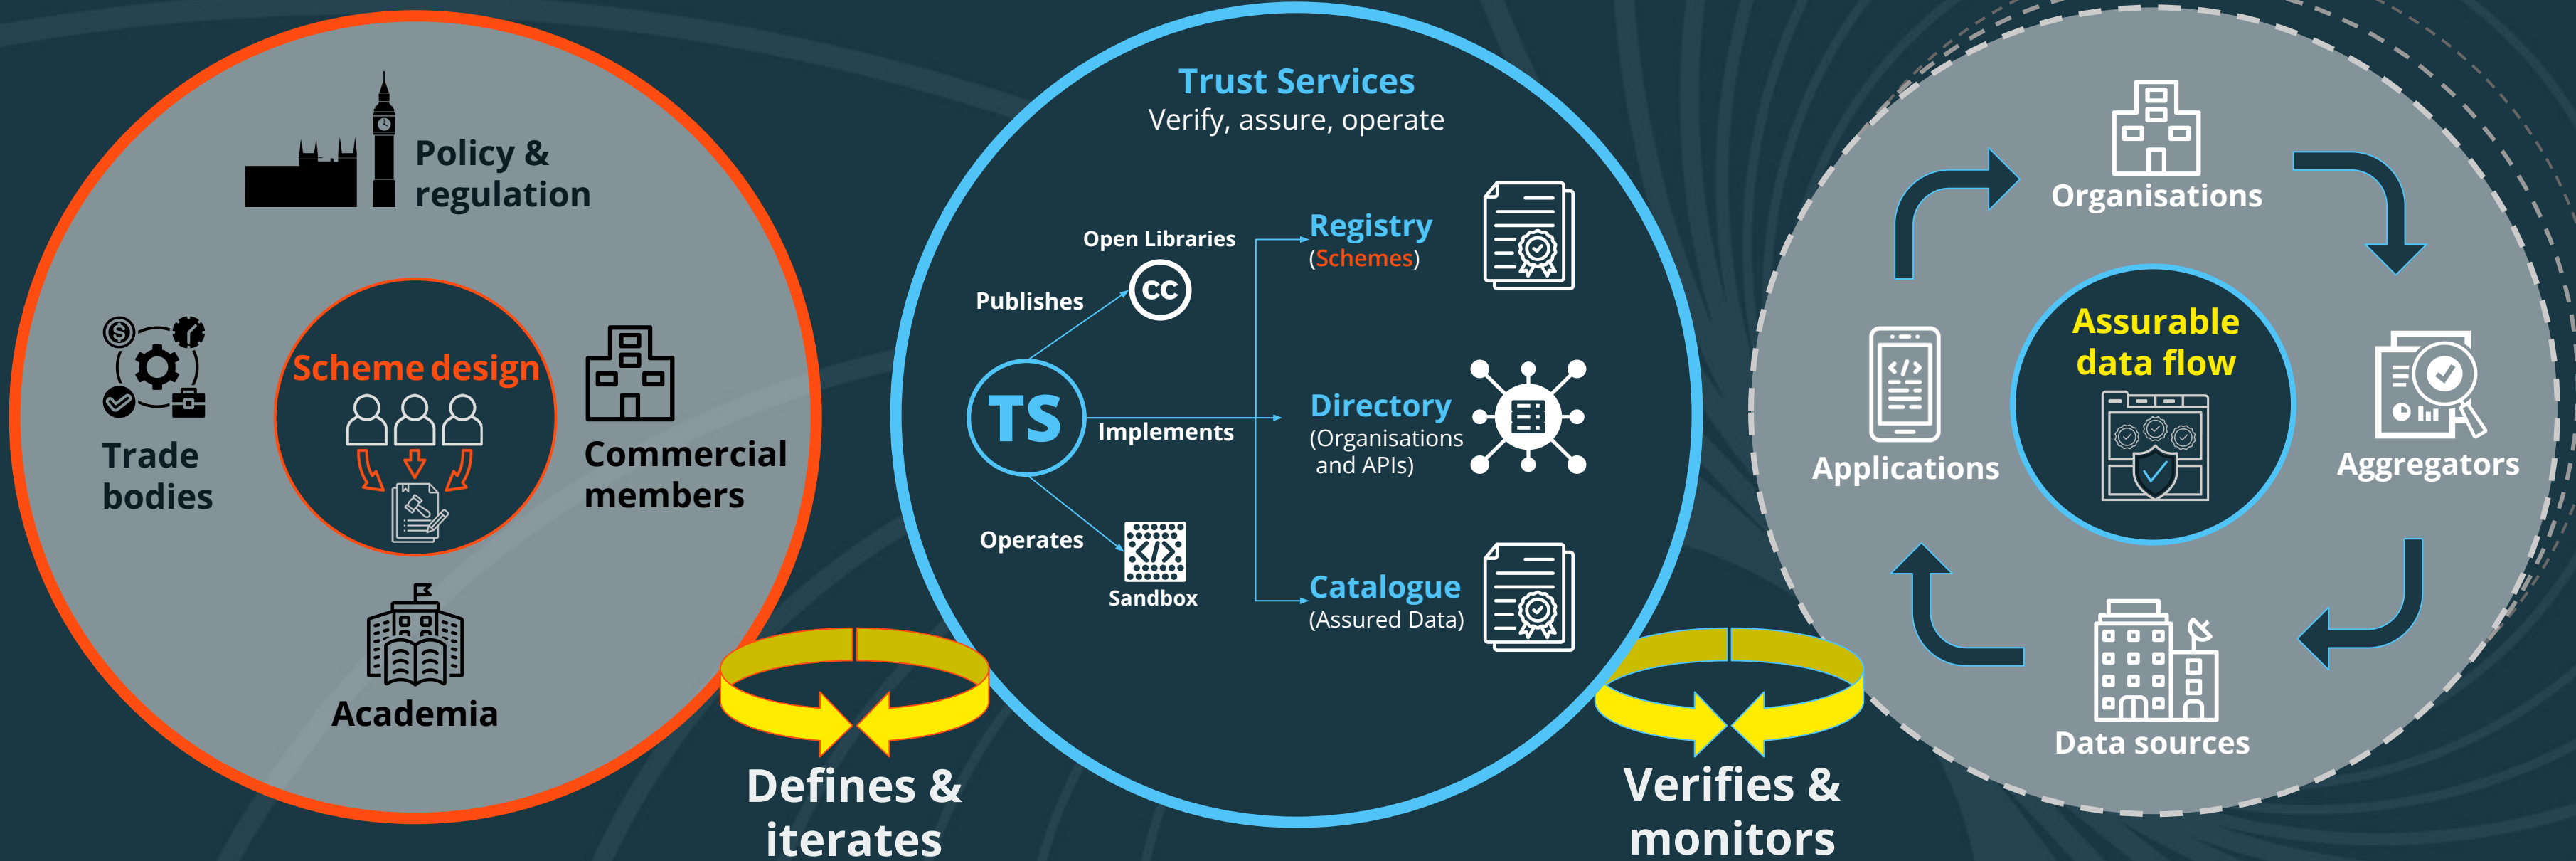 Policy &
regulation
Scheme design
Trade
bodies
Commercial
members
Academia
Defines &
iterates
Trust Services
Verify, assure, operate
Open Libraries
CC
Publishes
TS
Implements
Operates
</>
Sandbox
Registry
(Schemes)
Directory
(Organisations
and APIs)
Catalogue
(Assured Data)
Verifies &
monitors
Organisations
Assurable
data flow
</>
Applications
Aggregators
Data sources